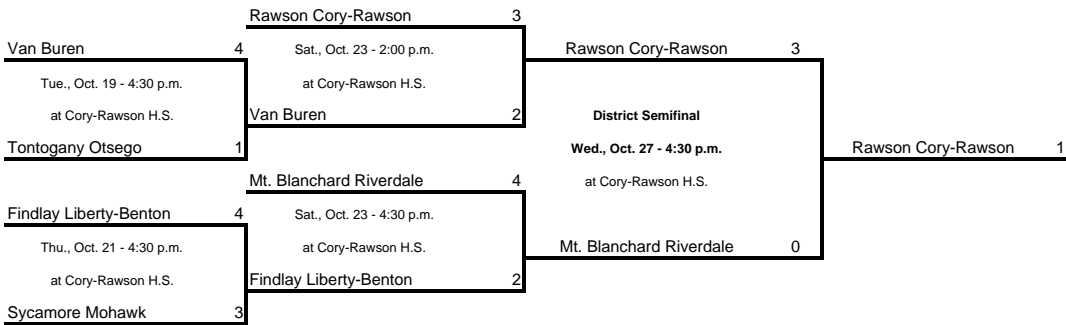 Rawson Cory-Rawson 3
Van Buren 4
Sat., Oct. 23 - 2:00 p.m.
Rawson Cory-Rawson 3
Tue., Oct. 19 - 4:30 p.m.
at Cory-Rawson H.S.
at Cory-Rawson H.S.
Van Buren 2
District Semifinal
Tontogany Otsego 1
Wed., Oct. 27 - 4:30 p.m.
Rawson Cory-Rawson 1
Mt. Blanchard Riverdale 4
at Cory-Rawson H.S.
Findlay Liberty-Benton 4
Sat., Oct. 23 - 4:30 p.m.
Thu., Oct. 21 - 4:30 p.m.
at Cory-Rawson H.S.
Mt. Blanchard Riverdale 0
at Cory-Rawson H.S.
Findlay Liberty-Benton 2
Sycamore Mohawk 3